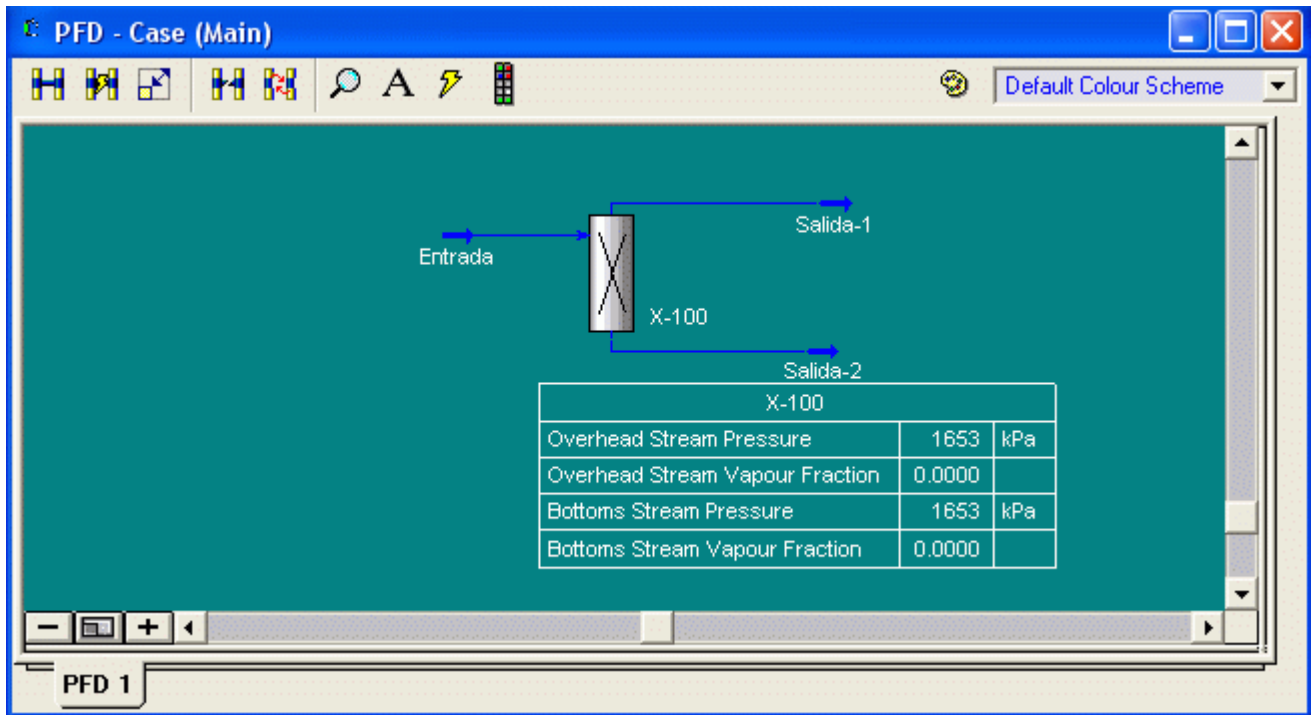 PFD - Case (Main)
A
Default Colour Scheme
Entrada
Salida-1
X-100
Salida-2
X-100
Overhead Stream Pressure 1653 kPa
Overhead Stream Vapour Fraction 0.0000
Bottoms Stream Pressure 1653 kPa
Bottoms Stream Vapour Fraction 0.0000
PFD 1